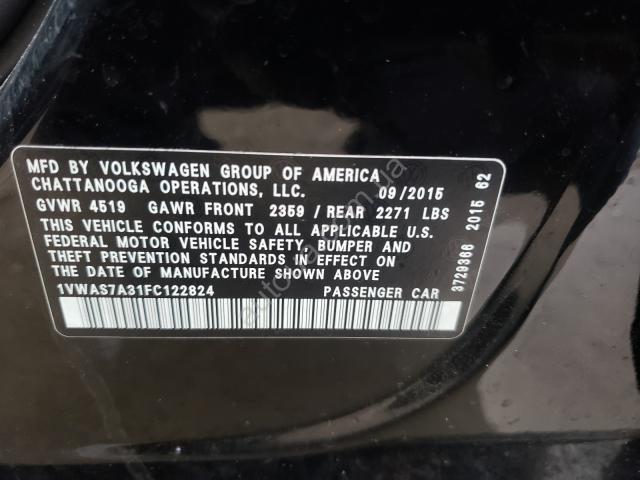 MFD BY VOLKSWAGEN GROUP OF AMERICA
CHATTANOOGA OPERATIONS, LLC. 09/2015
GVWR 4519 GAWR FRONT 2359 / REAR 2271 LBS
THIS VEHICLE CONFORMS TO ALL APPLICABLE U.S.
FEDERAL MOTOR VEHICLE SAFETY, BUMPER AND
THEFT PREVENTION STANDARDS IN EFFECT ON
THE DATE OF MANUFACTURE SHOWN ABOVE
1VWAS7A31FC122824 PASSENGER CAR
3729366 2015 62